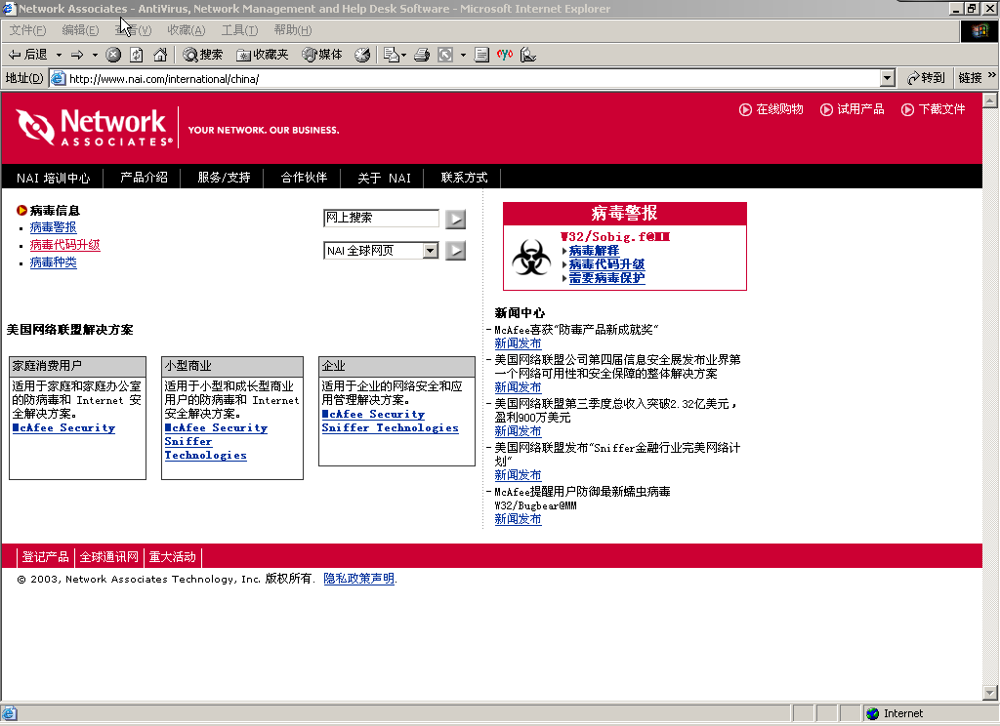 Network Associates - AntiVirus, Network Management and Help Desk Software - Microsoft Internet Explorer
文件(F) 编辑(E) 查看(V) 收藏(A) 工具(T) 帮助(H)
后退 搜索 收藏夹 媒体
地址(D) http://www.nai.com/international/china/ 转到 链接 »
Network ASSOCIATES® YOUR NETWORK. OUR BUSINESS. 在线购物 试用产品 下截文件
NAI 培训中心 产品介绍 服务/支持 合作伙伴 关于 NAI 联系方式
病毒信息
病毒警报
病毒代码升级
病毒种类
网上搜索
NAI 全球网页
病毒警报
W32/Sobig.f@MM
病毒解释
病毒代码升级
需要病毒保护
美国网络联盟解决方案
家庭消费用户
适用于家庭和家庭办公室
的防病毒和 Internet 安
全解决方案。
McAfee Security
小型商业
适用于小型和成长型商业
用户的防病毒和 Internet
安全解决方案。
McAfee Security
Sniffer
Technologies
企业
适用于企业的网络安全和应
用管理解决方案。
McAfee Security
Sniffer Technologies
新闻中心
- McAfee喜获“防毒产品新成就奖”
新闻发布
- 美国网络联盟公司第四届信息安全展发布业界第
一个网络可用性和安全保障的整体解决方案
新闻发布
- 美国网络联盟第三季度总收入突破2.32亿美元，
盈利900万美元
新闻发布
- 美国网络联盟发布“Sniffer金融行业完美网络计
划”
新闻发布
- McAfee提醒用户防御最新蠕虫病毒
W32/Bugbear@MM
新闻发布
登记产品 全球通讯网 重大活动
© 2003, Network Associates Technology, Inc. 版权所有. 隐私政策声明.
Internet